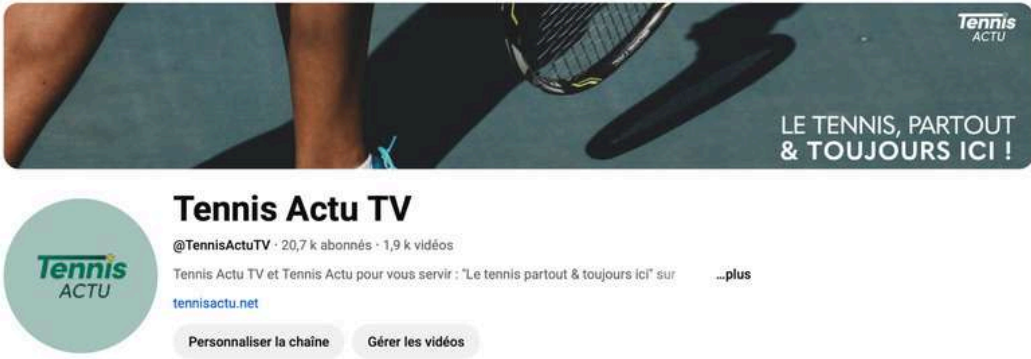 Tennis
ACTU
LE TENNIS, PARTOUT
& TOUJOURS ICI !
Tennis Actu TV
@TennisActuTV · 20,7 k abonnés · 1,9 k vidéos
Tennis
ACTU
Tennis Actu TV et Tennis Actu pour vous servir : "Le tennis partout & toujours ici" sur ...plus
tennisactu.net
Personnaliser la chaîne Gérer les vidéos